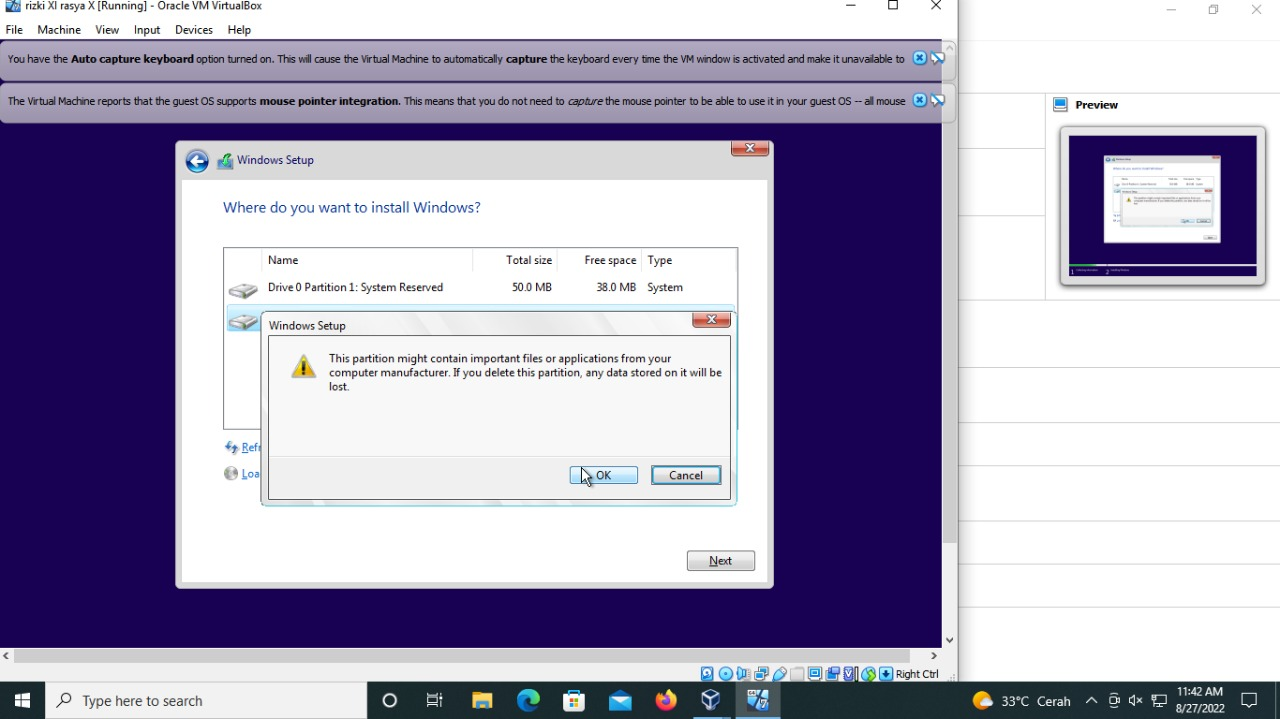 rizki XI rasya X [Running] - Oracle VM VirtualBox
File Machine View Input Devices Help
You have the Auto capture keyboard option turned on. This will cause the Virtual Machine to automatically capture the keyboard every time the VM window is activated and make it unavailable to
The Virtual Machine reports that the guest OS supports mouse pointer integration. This means that you do not need to capture the mouse pointer to be able to use it in your guest OS -- all mouse
Preview
Windows Setup
Where do you want to install Windows?
Name Total size Free space Type
Drive 0 Partition 1: System Reserved 50.0 MB 38.0 MB System
Windows Setup
This partition might contain important files or applications from your
computer manufacturer. If you delete this partition, any data stored on it will be
lost.
Refr
Loa
OK Cancel
Next
Right Ctrl
Type here to search
33°C Cerah
11:42 AM
8/27/2022